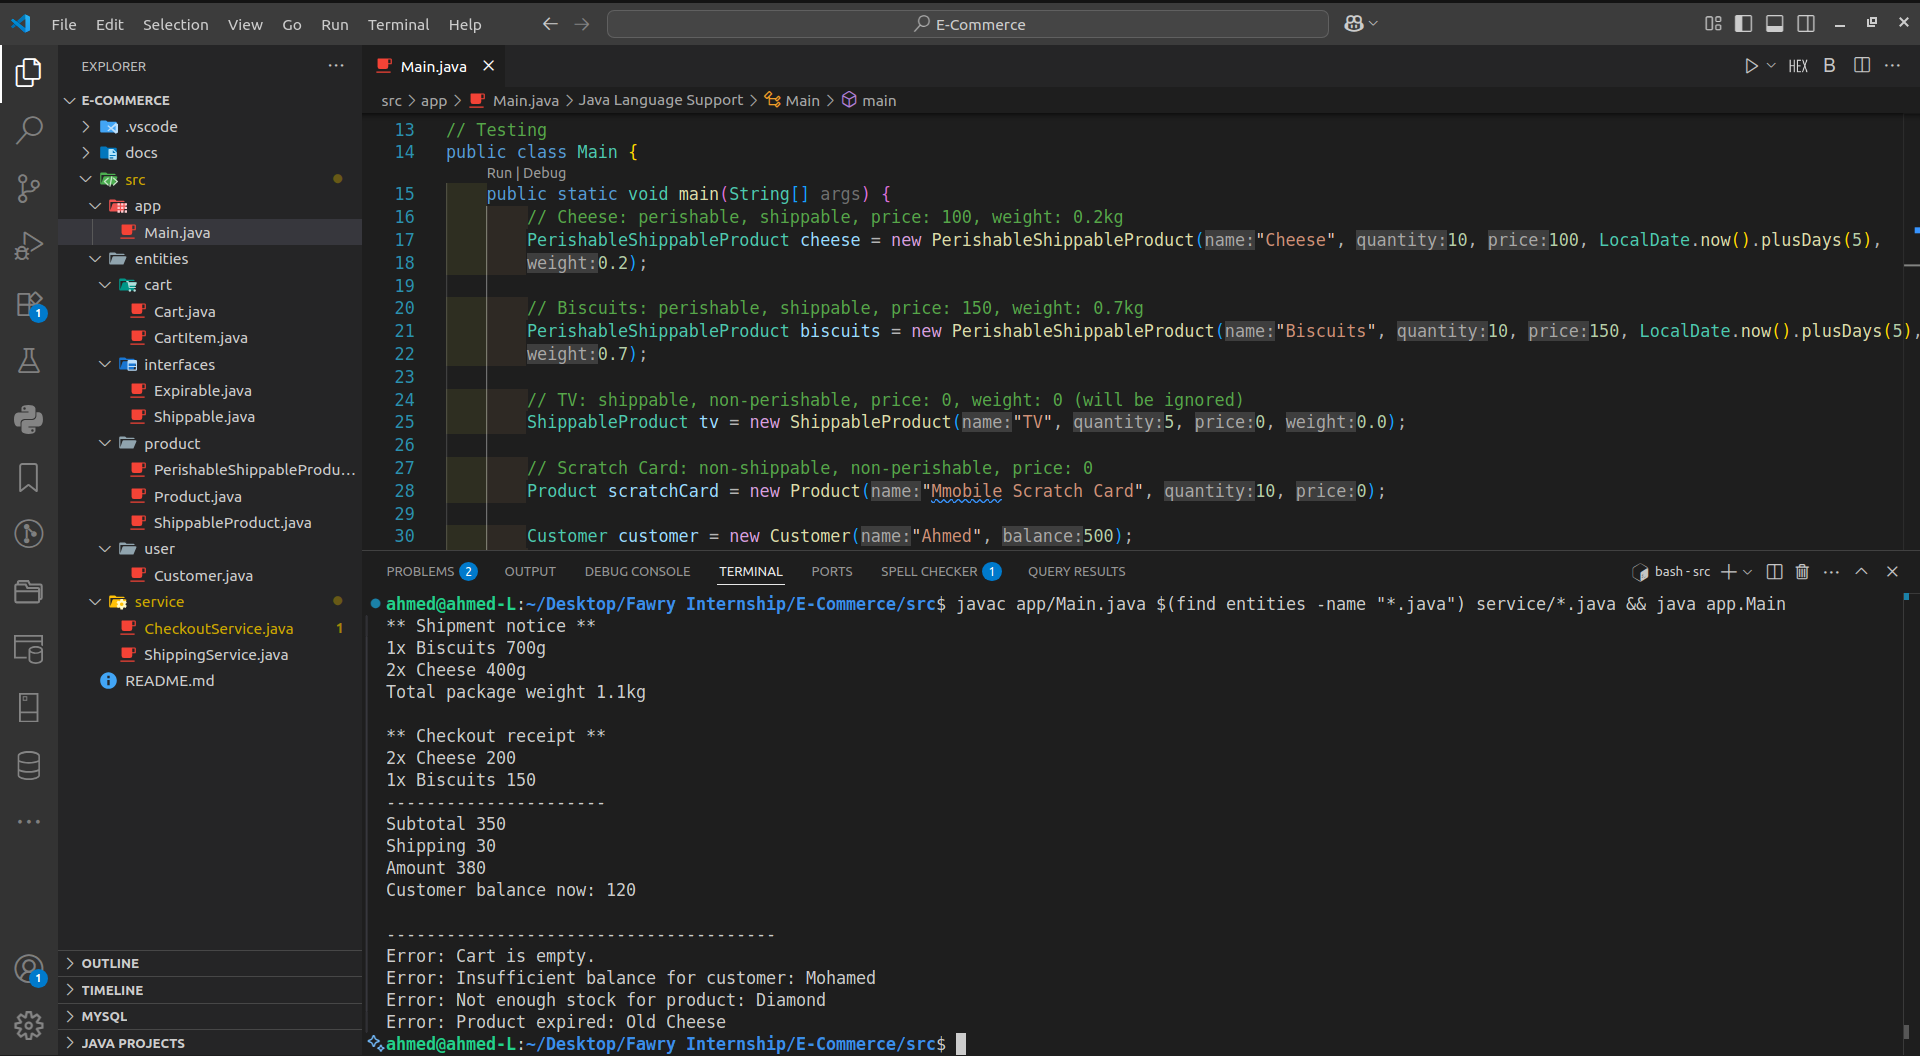 File Edit Selection View Go Run Terminal Help
E-Commerce
EXPLORER
E-COMMERCE
.vscode
docs
src
app
Main.java
entities
cart
Cart.java
CartItem.java
interfaces
Expirable.java
Shippable.java
product
PerishableShippableProdu...
Product.java
ShippableProduct.java
user
Customer.java
service
CheckoutService.java 1
ShippingService.java
README.md
OUTLINE
TIMELINE
MYSQL
JAVA PROJECTS
1
1
Main.java
HEX B
src > app > Main.java > Java Language Support > Main > main
13 // Testing
14 public class Main {
Run | Debug
15 public static void main(String[] args) {
16 // Cheese: perishable, shippable, price: 100, weight: 0.2kg
17 PerishableShippableProduct cheese = new PerishableShippableProduct(name:"Cheese", quantity:10, price:100, LocalDate.now().plusDays(5),
18 weight:0.2);
19
20 // Biscuits: perishable, shippable, price: 150, weight: 0.7kg
21 PerishableShippableProduct biscuits = new PerishableShippableProduct(name:"Biscuits", quantity:10, price:150, LocalDate.now().plusDays(5),
22 weight:0.7);
23
24 // TV: shippable, non-perishable, price: 0, weight: 0 (will be ignored)
25 ShippableProduct tv = new ShippableProduct(name:"TV", quantity:5, price:0, weight:0.0);
26
27 // Scratch Card: non-shippable, non-perishable, price: 0
28 Product scratchCard = new Product(name:"Mmobile Scratch Card", quantity:10, price:0);
29
30 Customer customer = new Customer(name:"Ahmed", balance:500);
PROBLEMS 2 OUTPUT DEBUG CONSOLE TERMINAL PORTS SPELL CHECKER 1 QUERY RESULTS
bash - src
ahmed@ahmed-L:~/Desktop/Fawry Internship/E-Commerce/src$ javac app/Main.java $(find entities -name "*.java") service/*.java && java app.Main
** Shipment notice **
1x Biscuits 700g
2x Cheese 400g
Total package weight 1.1kg
** Checkout receipt **
2x Cheese 200
1x Biscuits 150
----------------------
Subtotal 350
Shipping 30
Amount 380
Customer balance now: 120
---------------------------------------
Error: Cart is empty.
Error: Insufficient balance for customer: Mohamed
Error: Not enough stock for product: Diamond
Error: Product expired: Old Cheese
ahmed@ahmed-L:~/Desktop/Fawry Internship/E-Commerce/src$